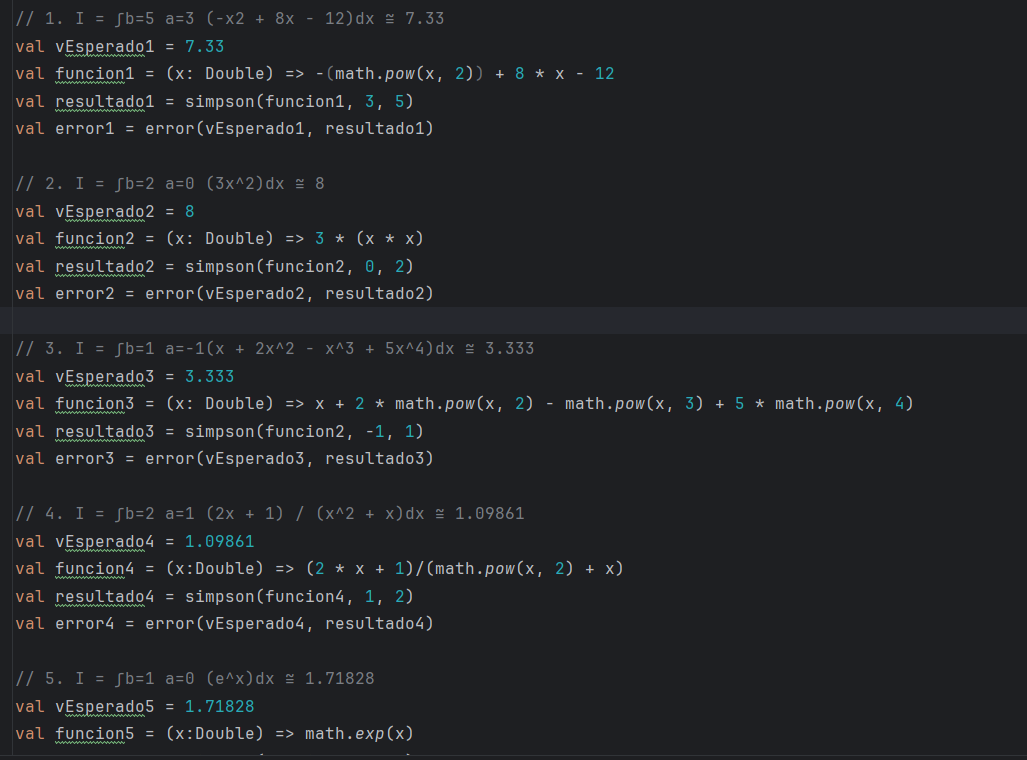 // 1. I = ∫b=5 a=3 (-x2 + 8x - 12)dx ≅ 7.33
val vEsperado1 = 7.33
val funcion1 = (x: Double) => -(math.pow(x, 2)) + 8 * x - 12
val resultado1 = simpson(funcion1, 3, 5)
val error1 = error(vEsperado1, resultado1)
// 2. I = ∫b=2 a=0 (3x^2)dx ≅ 8
val vEsperado2 = 8
val funcion2 = (x: Double) => 3 * (x * x)
val resultado2 = simpson(funcion2, 0, 2)
val error2 = error(vEsperado2, resultado2)
// 3. I = ∫b=1 a=-1(x + 2x^2 - x^3 + 5x^4)dx ≅ 3.333
val vEsperado3 = 3.333
val funcion3 = (x: Double) => x + 2 * math.pow(x, 2) - math.pow(x, 3) + 5 * math.pow(x, 4)
val resultado3 = simpson(funcion2, -1, 1)
val error3 = error(vEsperado3, resultado3)
// 4. I = ∫b=2 a=1 (2x + 1) / (x^2 + x)dx ≅ 1.09861
val vEsperado4 = 1.09861
val funcion4 = (x:Double) => (2 * x + 1)/(math.pow(x, 2) + x)
val resultado4 = simpson(funcion4, 1, 2)
val error4 = error(vEsperado4, resultado4)
// 5. I = ∫b=1 a=0 (e^x)dx ≅ 1.71828
val vEsperado5 = 1.71828
val funcion5 = (x:Double) => math.exp(x)